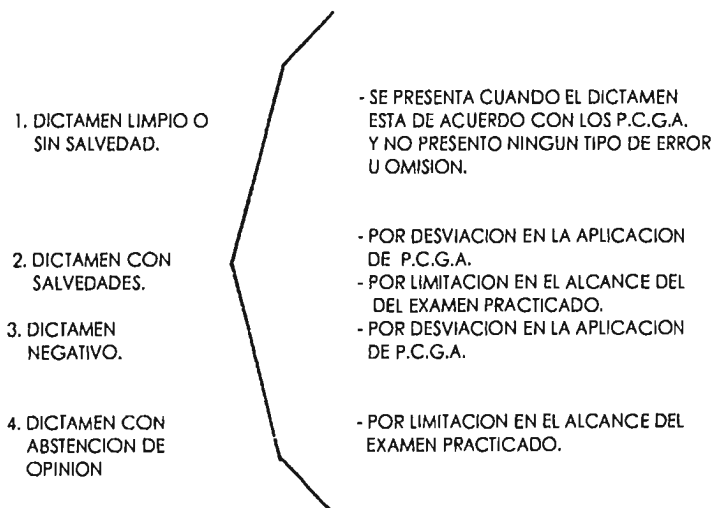 1. DICTAMEN LIMPIO O
SIN SALVEDAD.
- SE PRESENTA CUANDO EL DICTAMEN
ESTA DE ACUERDO CON LOS P.C.G.A.
Y NO PRESENTO NINGUN TIPO DE ERROR
U OMISION.
2. DICTAMEN CON
SALVEDADES.
- POR DESVIACION EN LA APLICACION
DE P.C.G.A.
- POR LIMITACION EN EL ALCANCE DEL
DEL EXAMEN PRACTICADO.
3. DICTAMEN
NEGATIVO.
- POR DESVIACION EN LA APLICACION
DE P.C.G.A.
4. DICTAMEN CON
ABSTENCION DE
OPINION
- POR LIMITACION EN EL ALCANCE DEL
EXAMEN PRACTICADO.